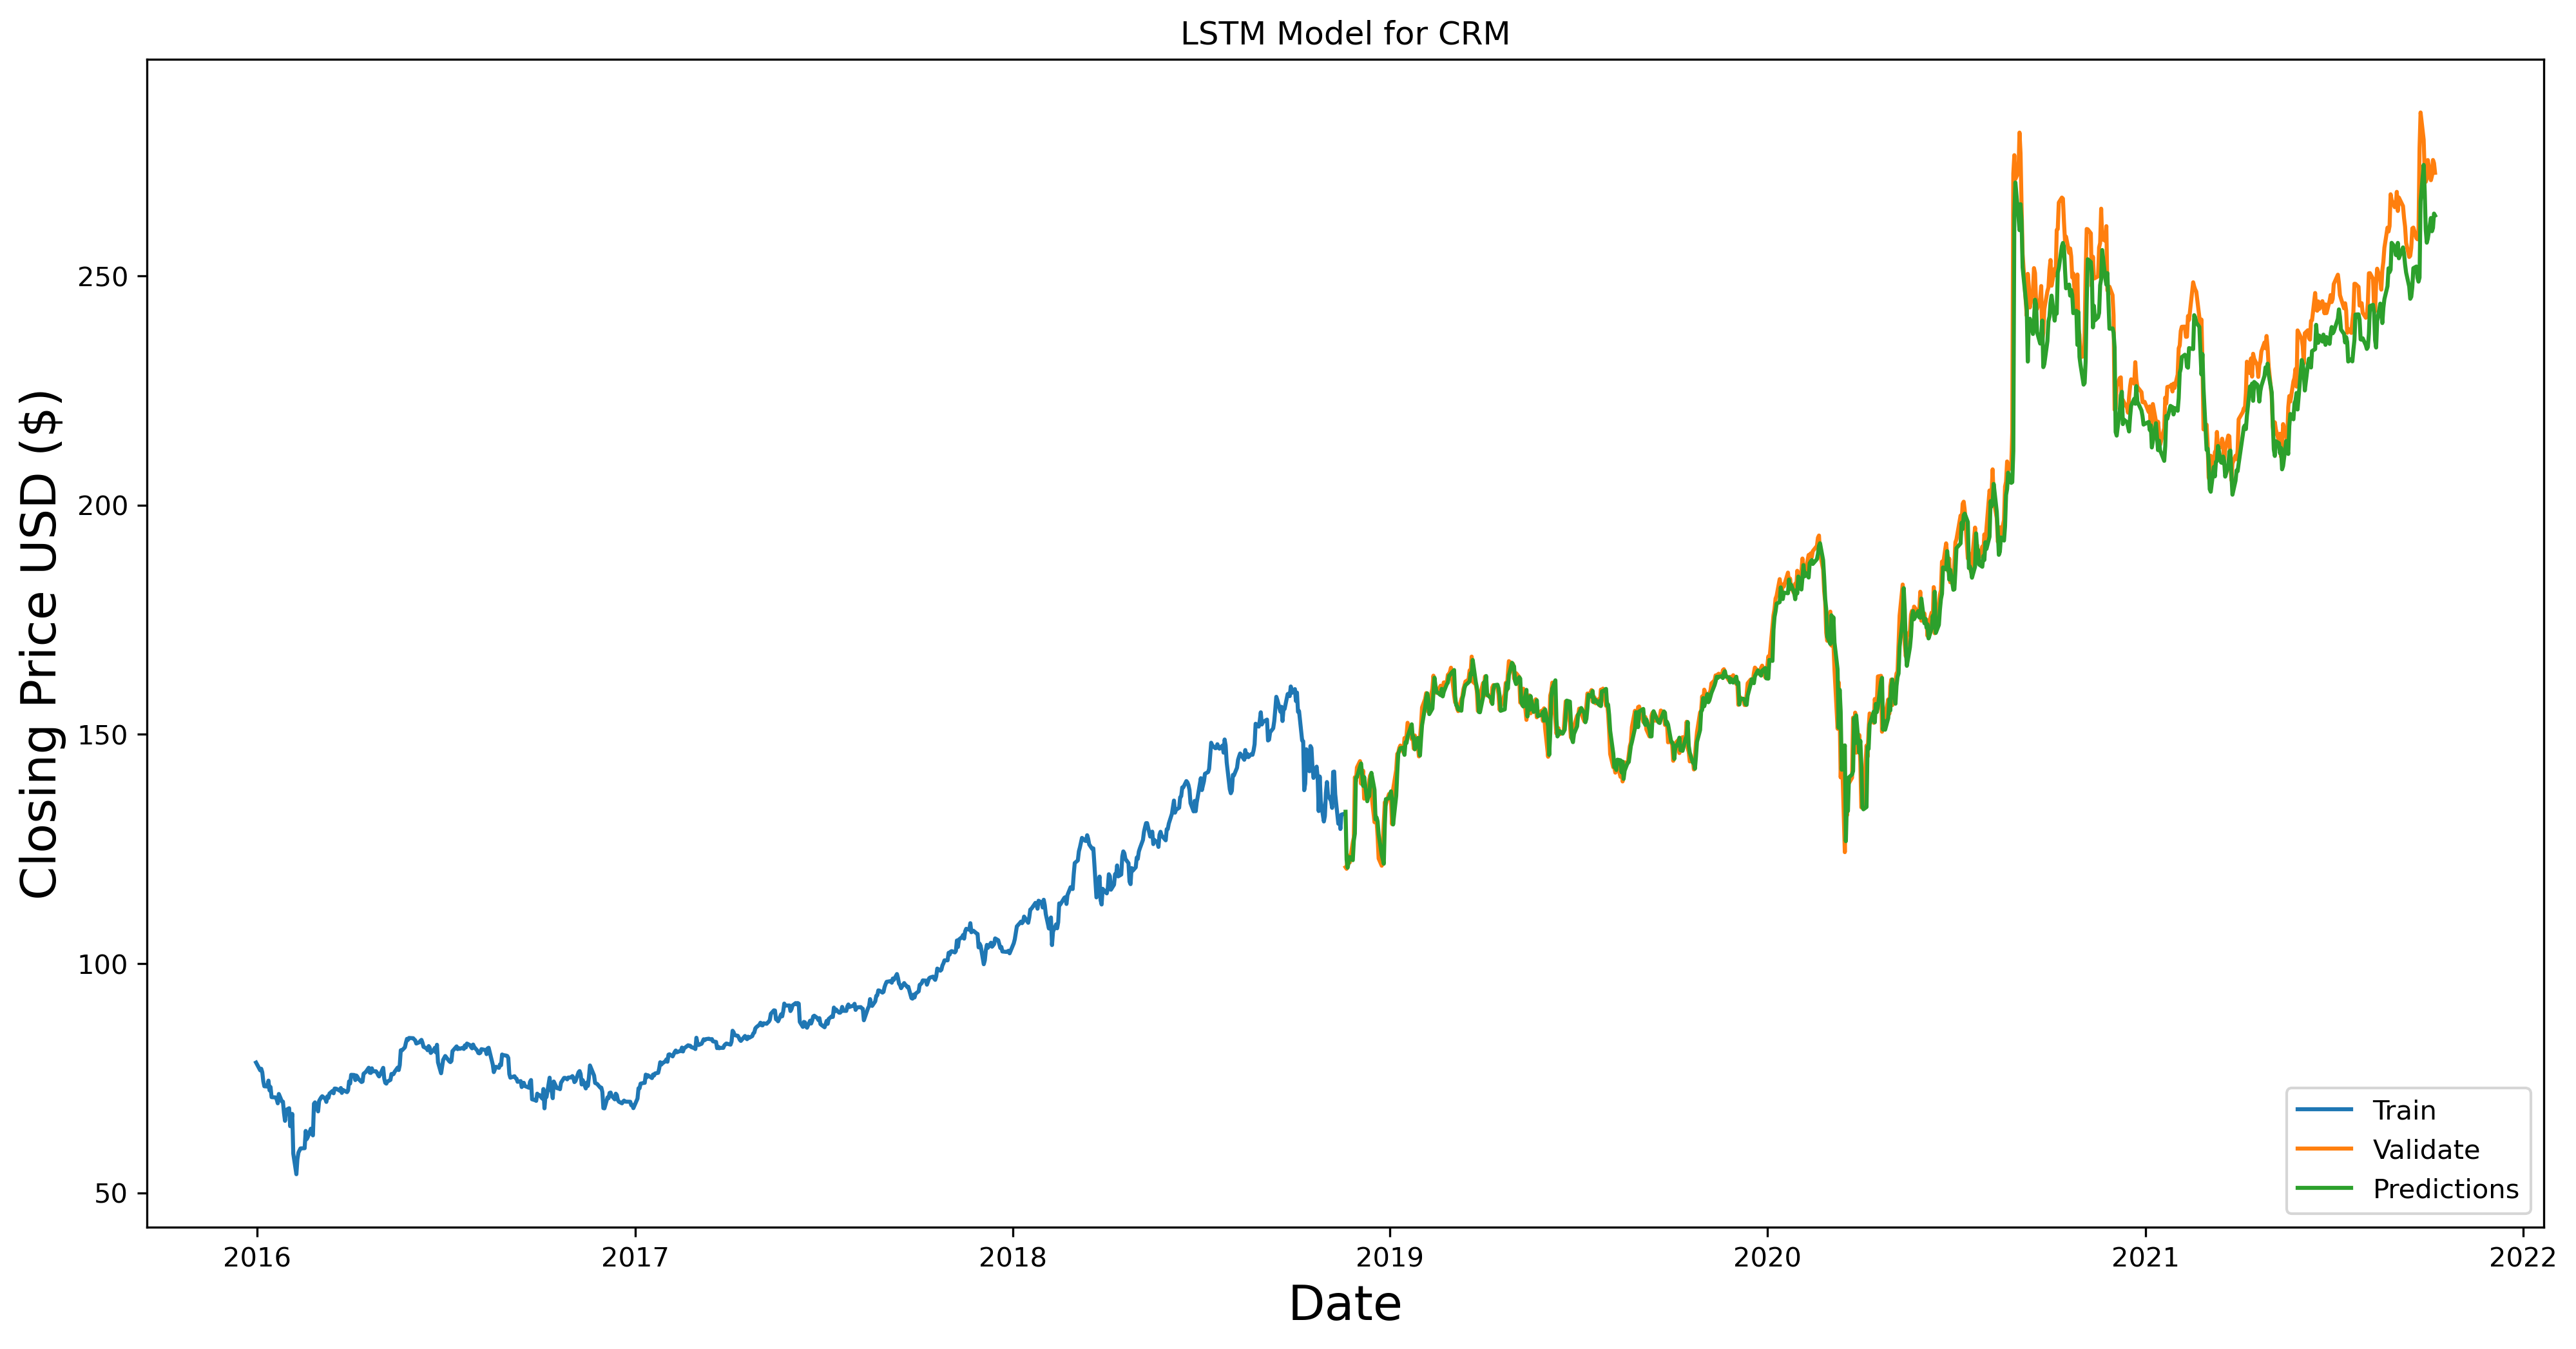 LSTM Model for CRM
Closing Price USD ($)
250
200
150
100
50
2016 2017 2018 2019 2020 2021 2022
Date
Train
Validate
Predictions